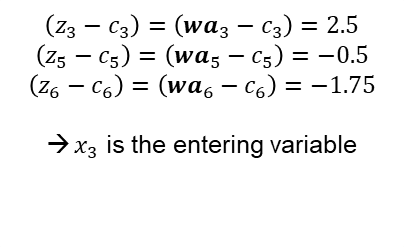 (z₃ − c₃) = (wa₃ − c₃) = 2.5
(z₅ − c₅) = (wa₅ − c₅) = −0.5
(z₆ − c₆) = (wa₆ − c₆) = −1.75
→ x₃ is the entering variable